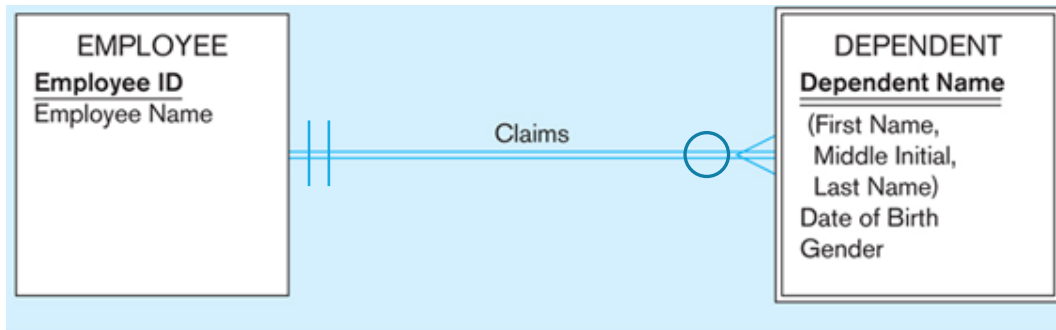 EMPLOYEE
Employee ID
Employee Name
Claims
DEPENDENT
Dependent Name
(First Name,
Middle Initial,
Last Name)
Date of Birth
Gender